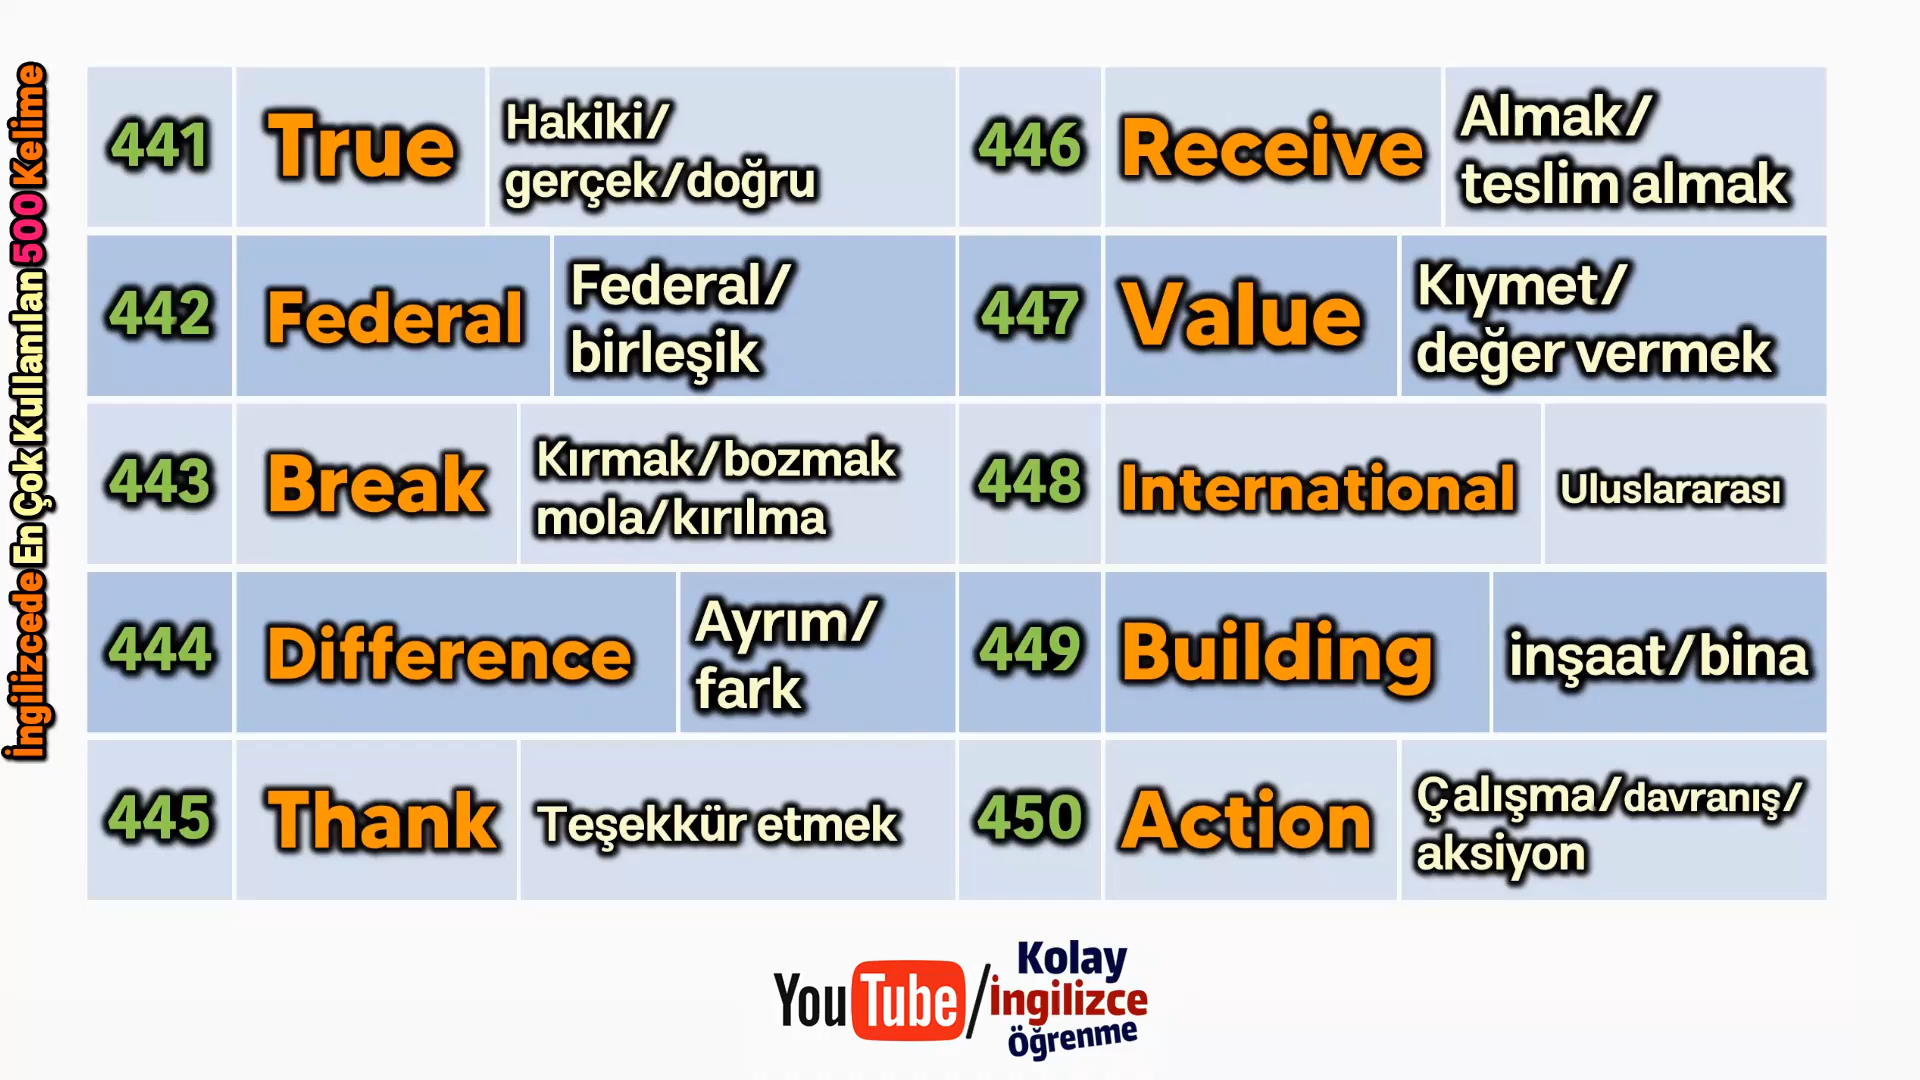 İngilizcede En Çok Kullanılan 500 Kelime
441 True Hakiki/
gerçek/doğru
442 Federal Federal/
birleşik
443 Break Kırmak/bozmak
mola/kırılma
444 Difference Ayrım/
fark
445 Thank Teşekkür etmek
446 Receive Almak/
teslim almak
447 Value Kıymet/
değer vermek
448 International Uluslararası
449 Building inşaat/bina
450 Action Çalışma/davranış/
aksiyon
YouTube/Kolay
İngilizce
Öğrenme